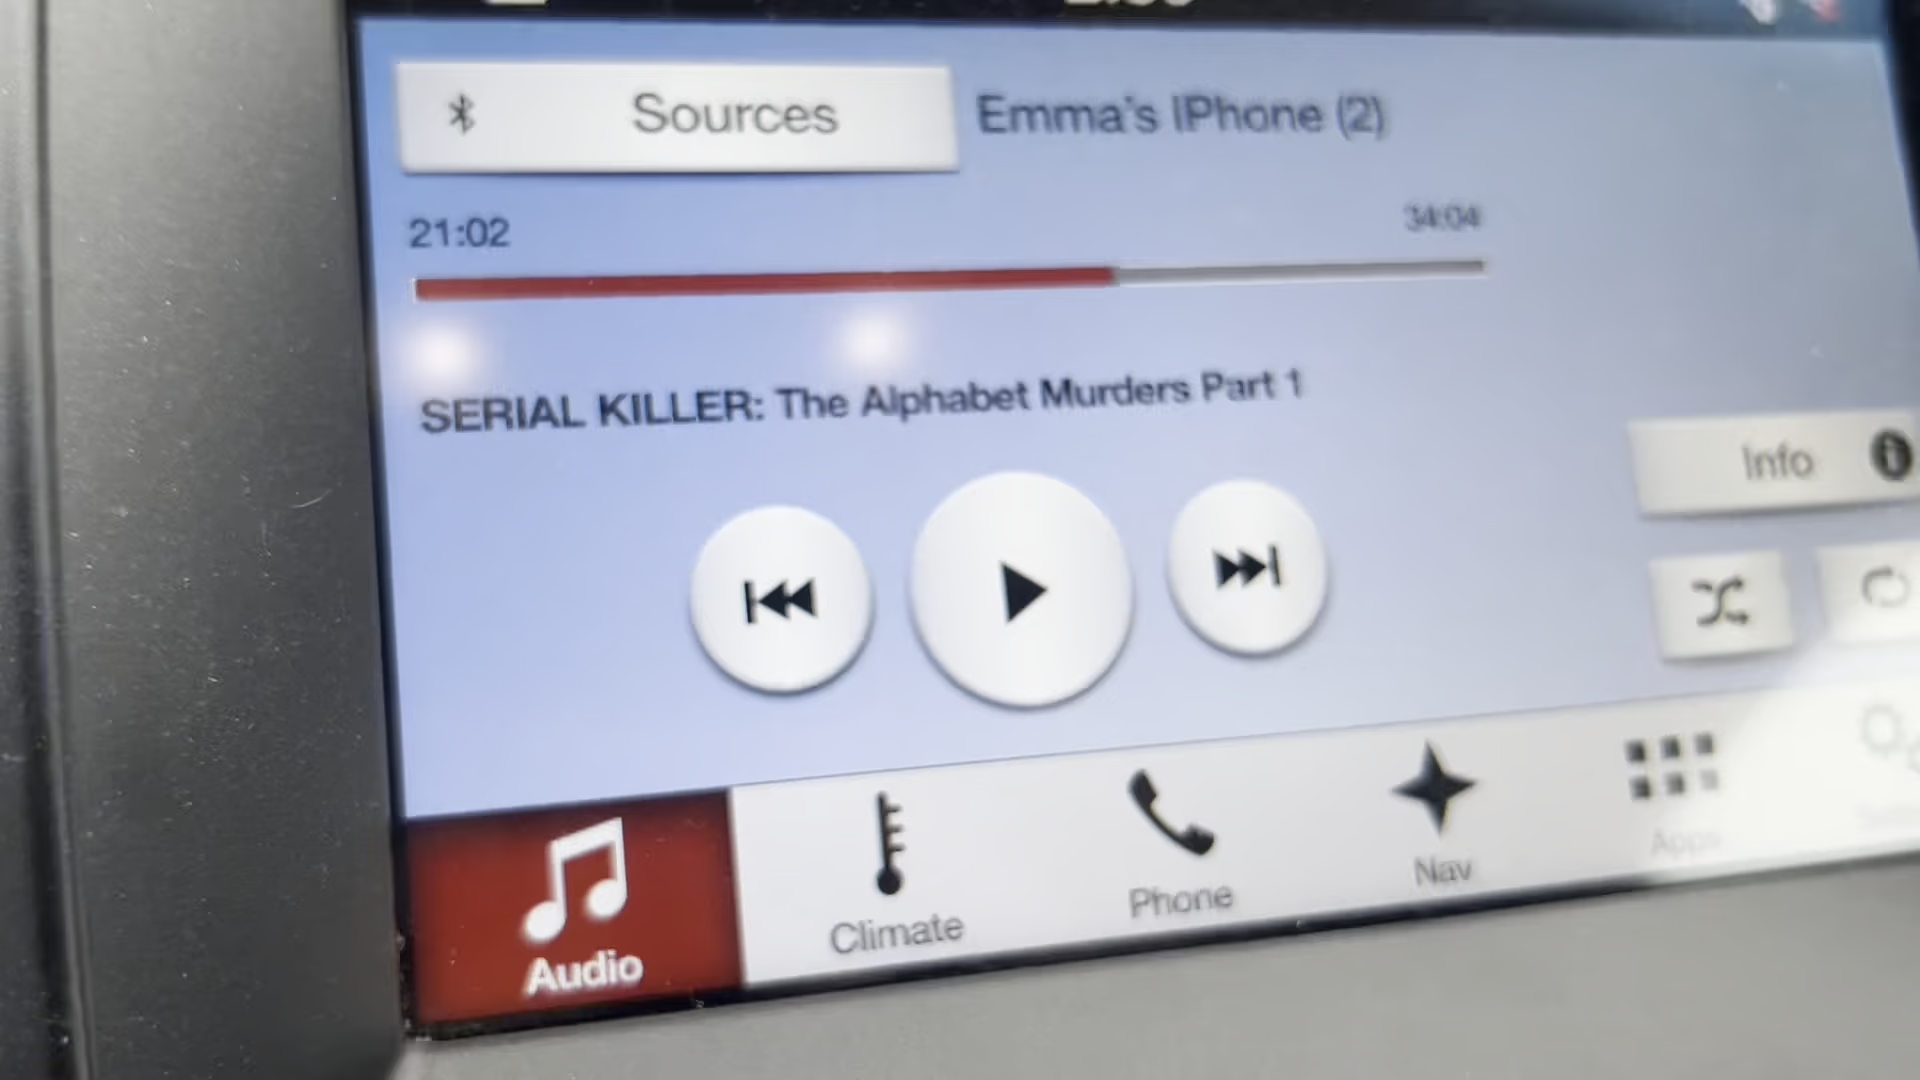 Sources
Emma's IPhone (2)
21:02
34:04
SERIAL KILLER: The Alphabet Murders Part 1
Info
Audio
Climate
Phone
Nav
Apps